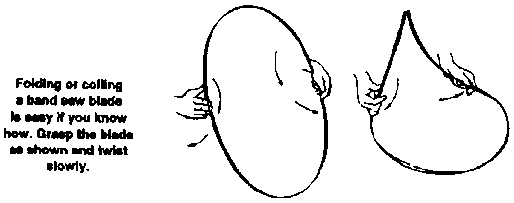 Folding or coiling
a band saw blade
is easy if you know
how. Grasp the blade
as shown and twist
slowly.